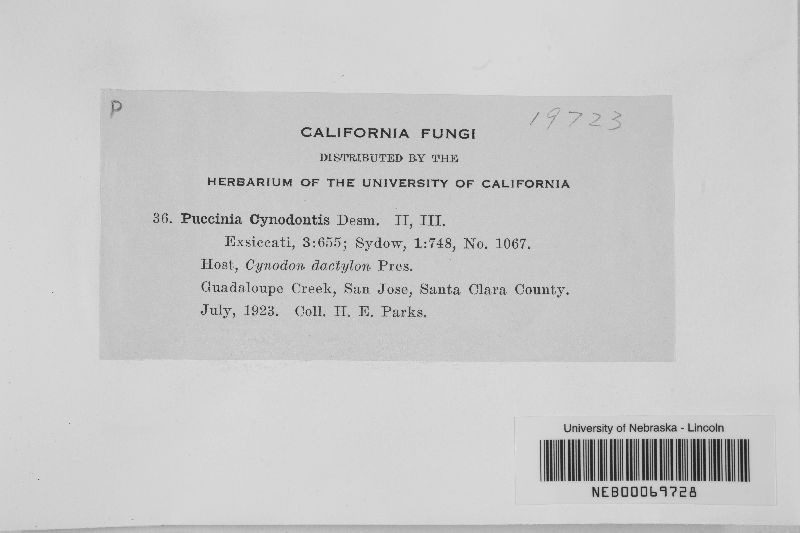 P
19723
CALIFORNIA FUNGI
DISTRIBUTED BY THE
HERBARIUM OF THE UNIVERSITY OF CALIFORNIA
36. Puccinia Cynodontis Desm. II, III.
Exsiccati, 3:655; Sydow, 1:748, No. 1067.
Host, Cynodon dactylon Pres.
Guadaloupe Creek, San Jose, Santa Clara County.
July, 1923. Coll. H. E. Parks.
University of Nebraska - Lincoln
NEB00069728